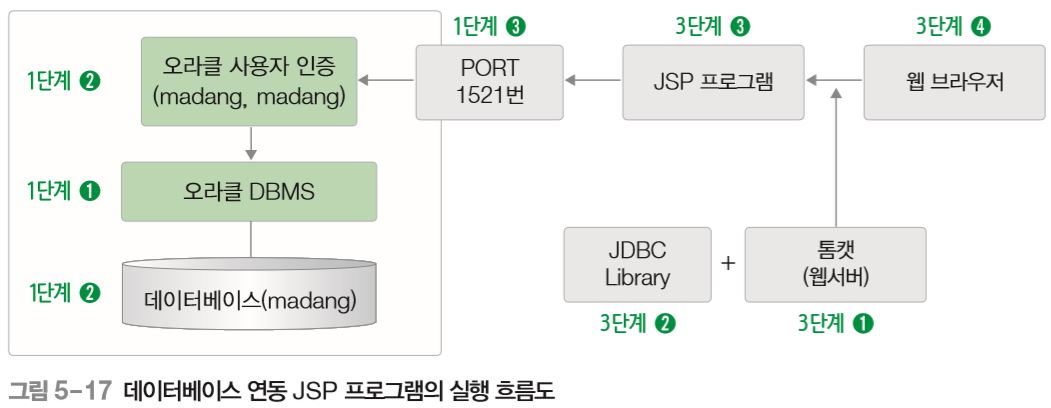 1단계 ❸
3단계 ❸
3단계 ❹
1단계 ❷
오라클 사용자 인증
(madang, madang)
PORT
1521번
JSP 프로그램
웹 브라우저
1단계 ❶
오라클 DBMS
JDBC
Library
+
톰캣
(웹서버)
1단계 ❷
데이터베이스(madang)
3단계 ❷
3단계 ❶
그림 5-17 데이터베이스 연동 JSP 프로그램의 실행 흐름도